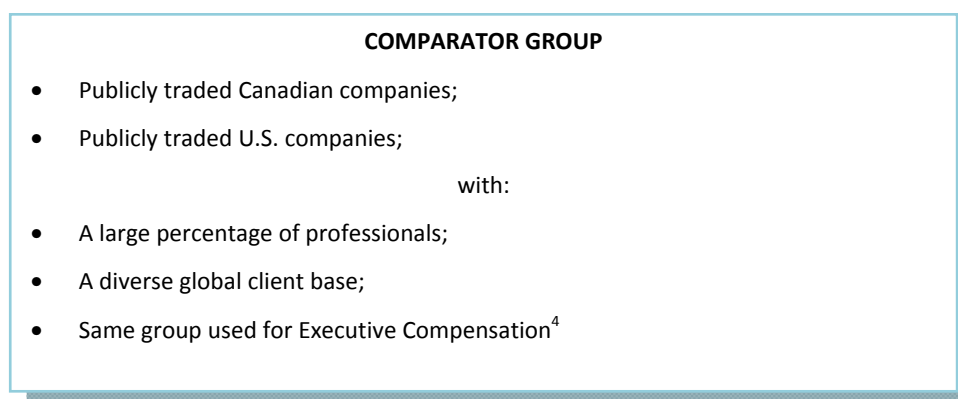 COMPARATOR GROUP
• Publicly traded Canadian companies;
• Publicly traded U.S. companies;
with:
• A large percentage of professionals;
• A diverse global client base;
• Same group used for Executive Compensation⁴